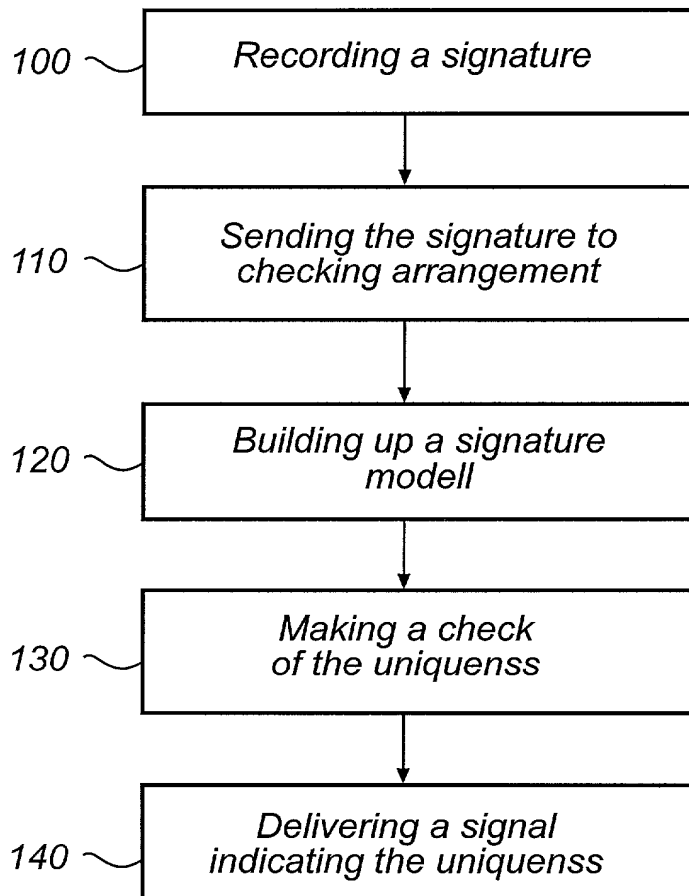 100
Recording a signature
110
Sending the signature to
checking arrangement
120
Building up a signature
modell
130
Making a check
of the uniquenss
140
Delivering a signal
indicating the uniquenss